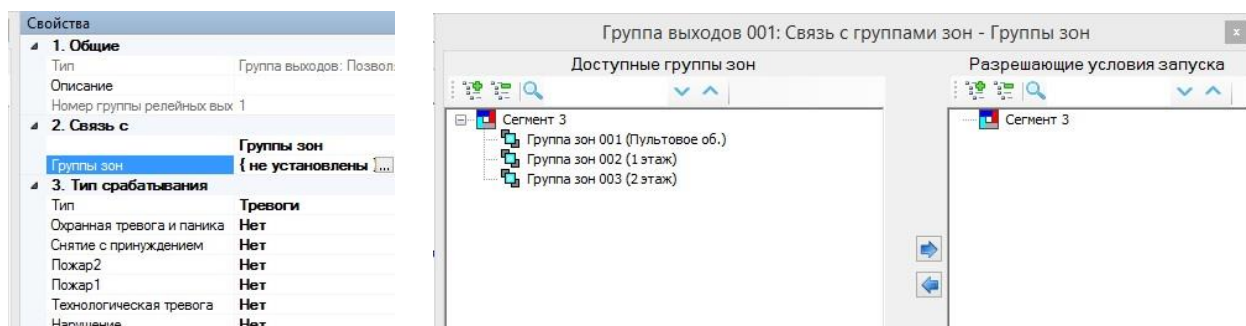 Свойства
1. Общие
Тип Группа выходов: Позвол
Описание
Номер группы релейных вых 1
2. Связь с
Группы зон
Группы зон { не установлены } ...
3. Тип срабатывания
Тип Тревоги
Охранная тревога и паника Нет
Снятие с принуждением Нет
Пожар2 Нет
Пожар1 Нет
Технологическая тревога Нет
Нарушение Нет
Группа выходов 001: Связь с группами зон - Группы зон
Доступные группы зон
Сегмент 3
Группа зон 001 (Пультовое об.)
Группа зон 002 (1 этаж)
Группа зон 003 (2 этаж)
Разрешающие условия запуска
Сегмент 3